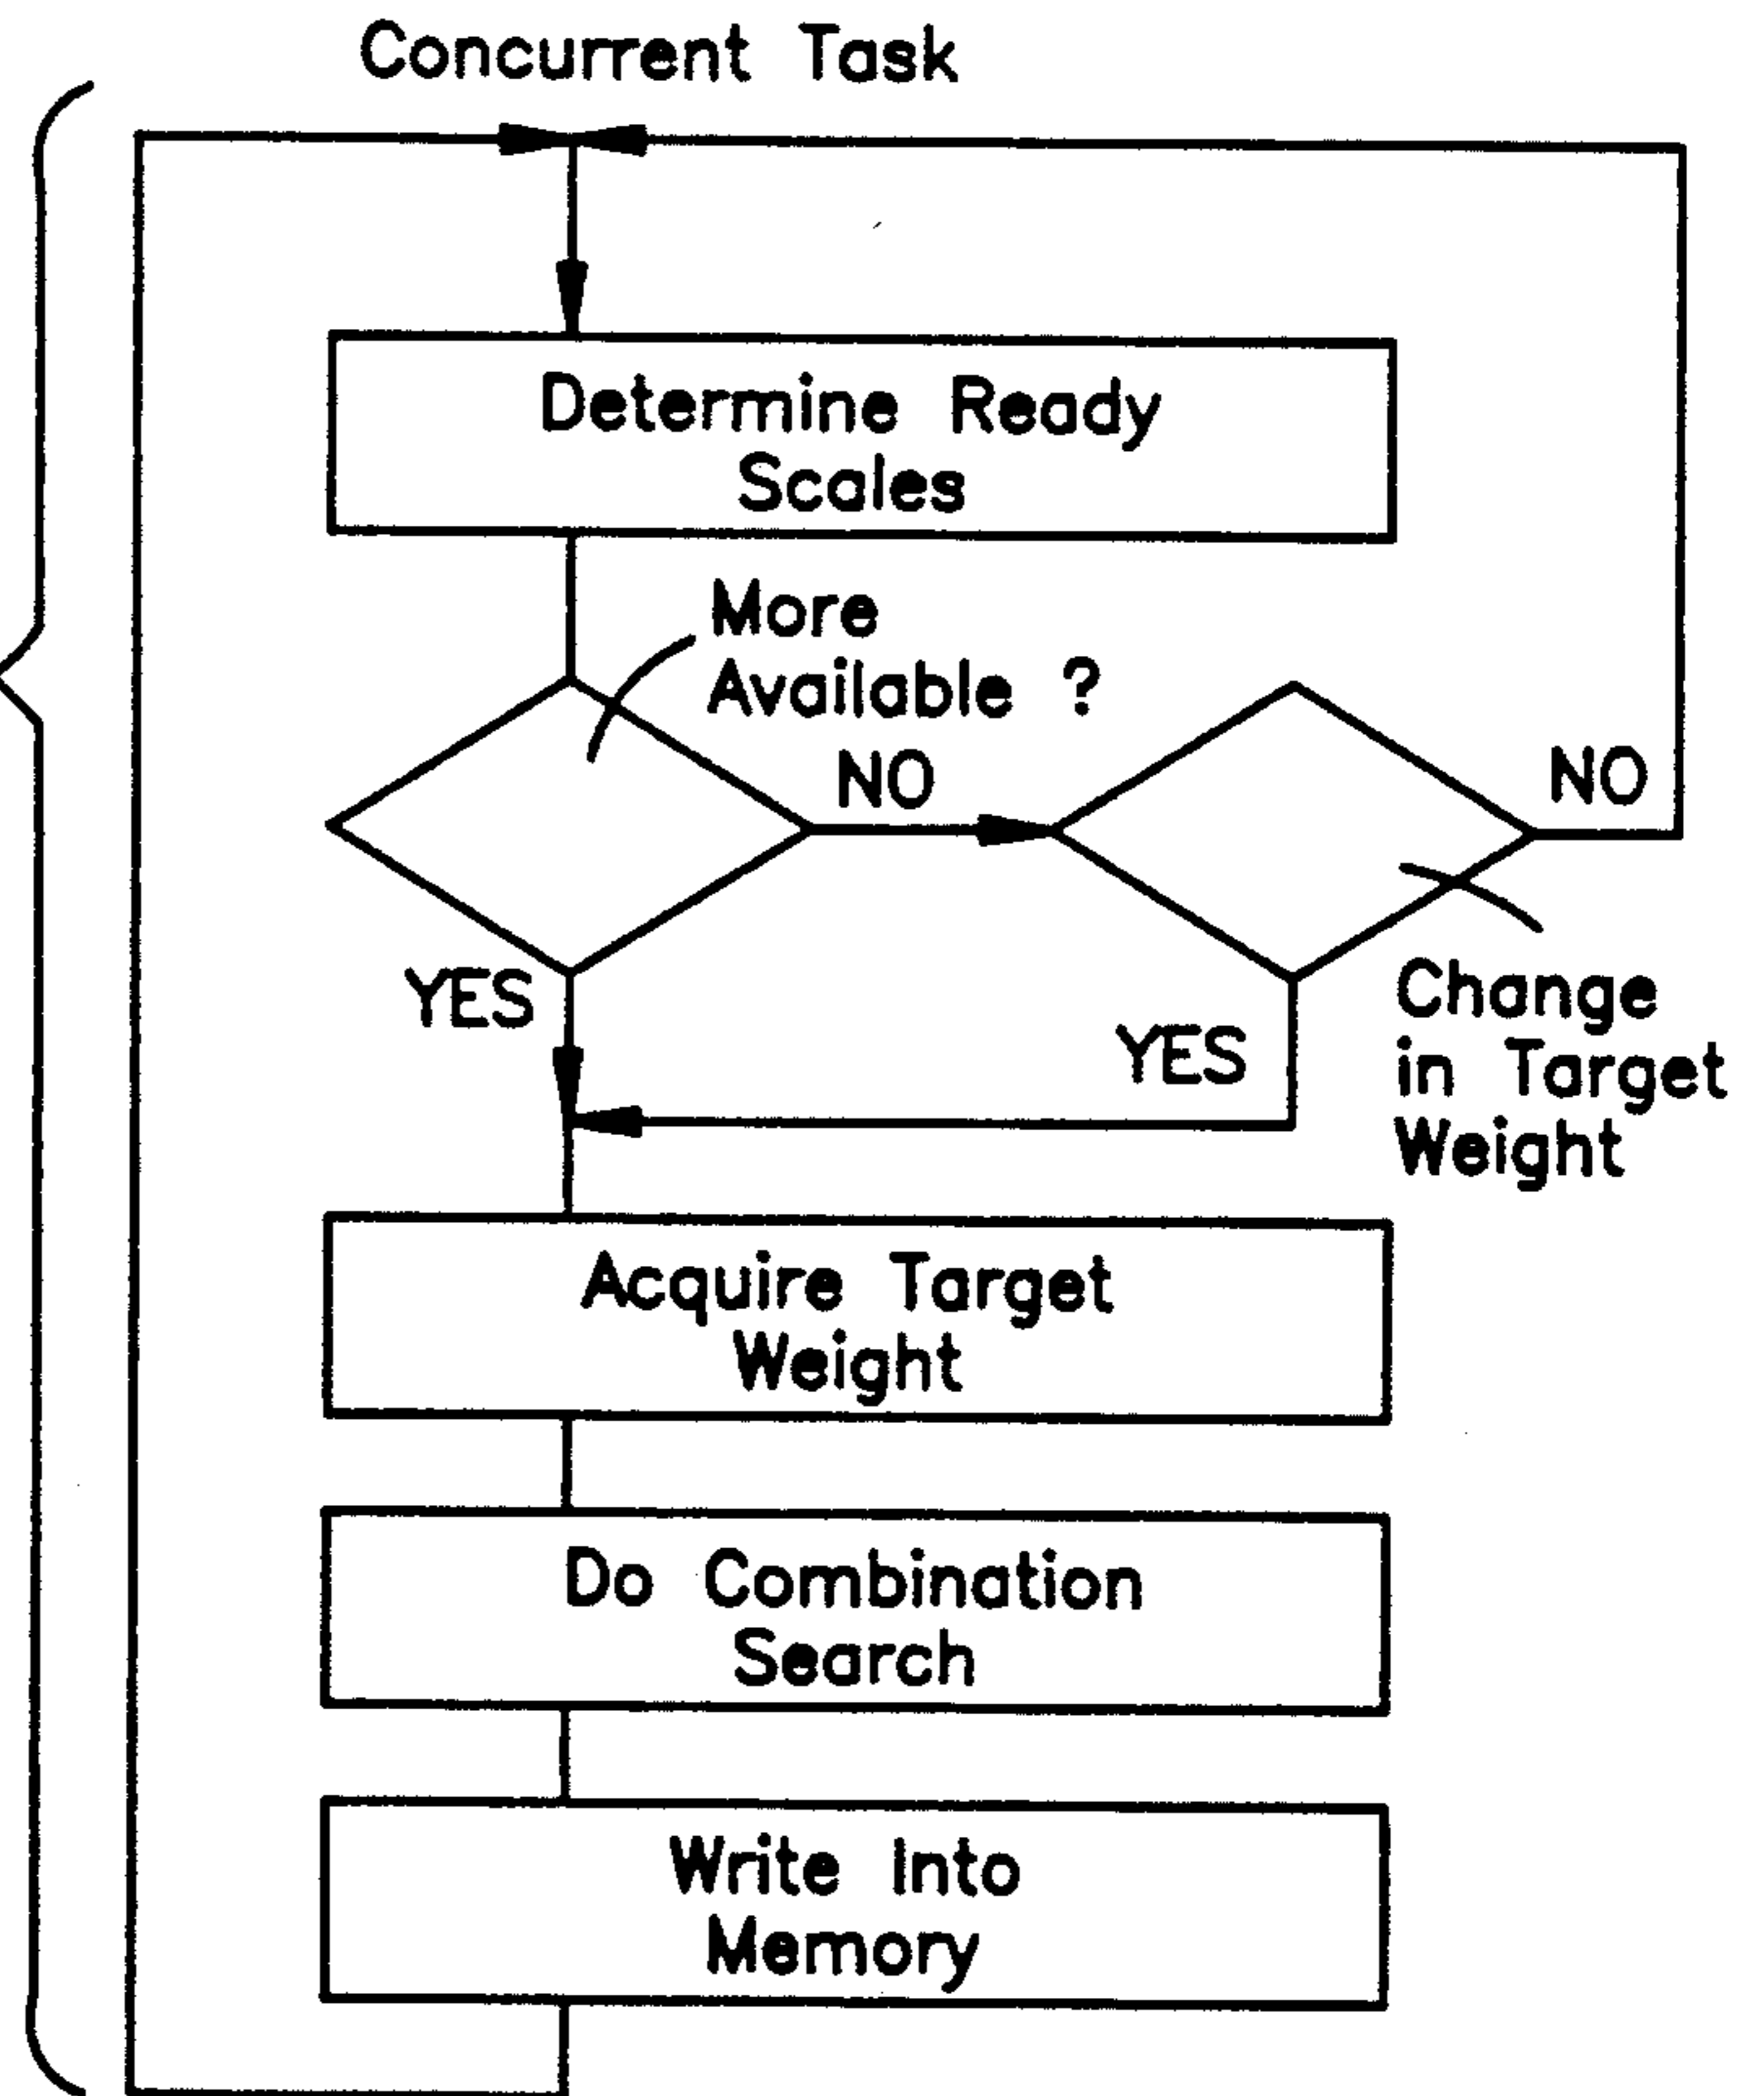 Concurrent Task
Determine Ready
Scales
More
Available ?
NO
NO
YES
YES
Change
in Target
Weight
Acquire Target
Weight
Do Combination
Search
Write Into
Memory